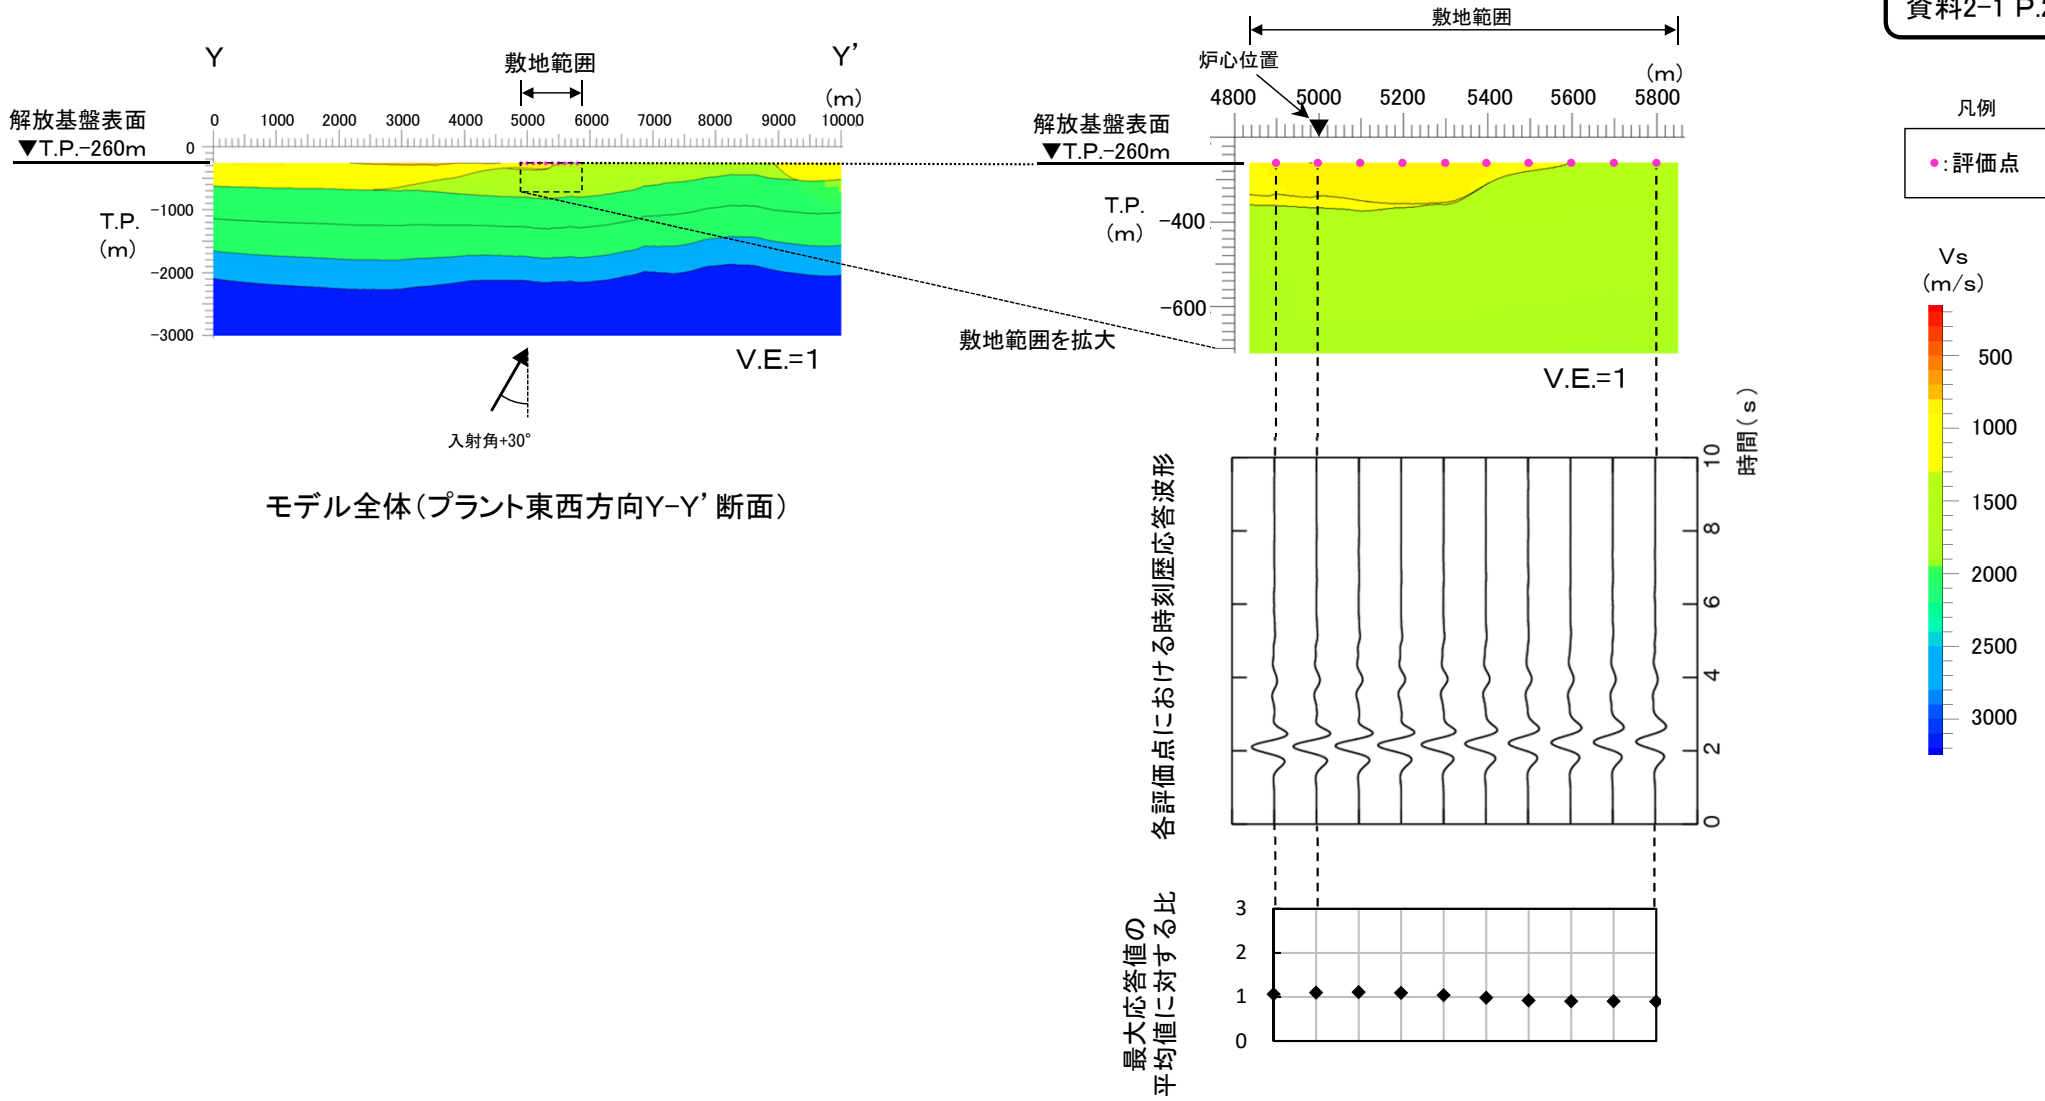 資料2-1 P.2
Y
Y’
敷地範囲
(m)
解放基盤表面
▼T.P.-260m
0 1000 2000 3000 4000 5000 6000 7000 8000 9000 10000
0
-1000
-2000
-3000
T.P.
(m)
V.E.=1
入射角+30°
モデル全体(プラント東西方向Y-Y’断面)
敷地範囲
炉心位置
(m)
4800 5000 5200 5400 5600 5800
解放基盤表面
▼T.P.-260m
T.P.
(m)
-400
-600
敷地範囲を拡大
V.E.=1
凡例
●:評価点
Vs
(m/s)
500
1000
1500
2000
2500
3000
各評価点における時刻歴応答波形
時間(s)
0 2 4 6 8 10
最大応答値の
平均値に対する比
3
2
1
0